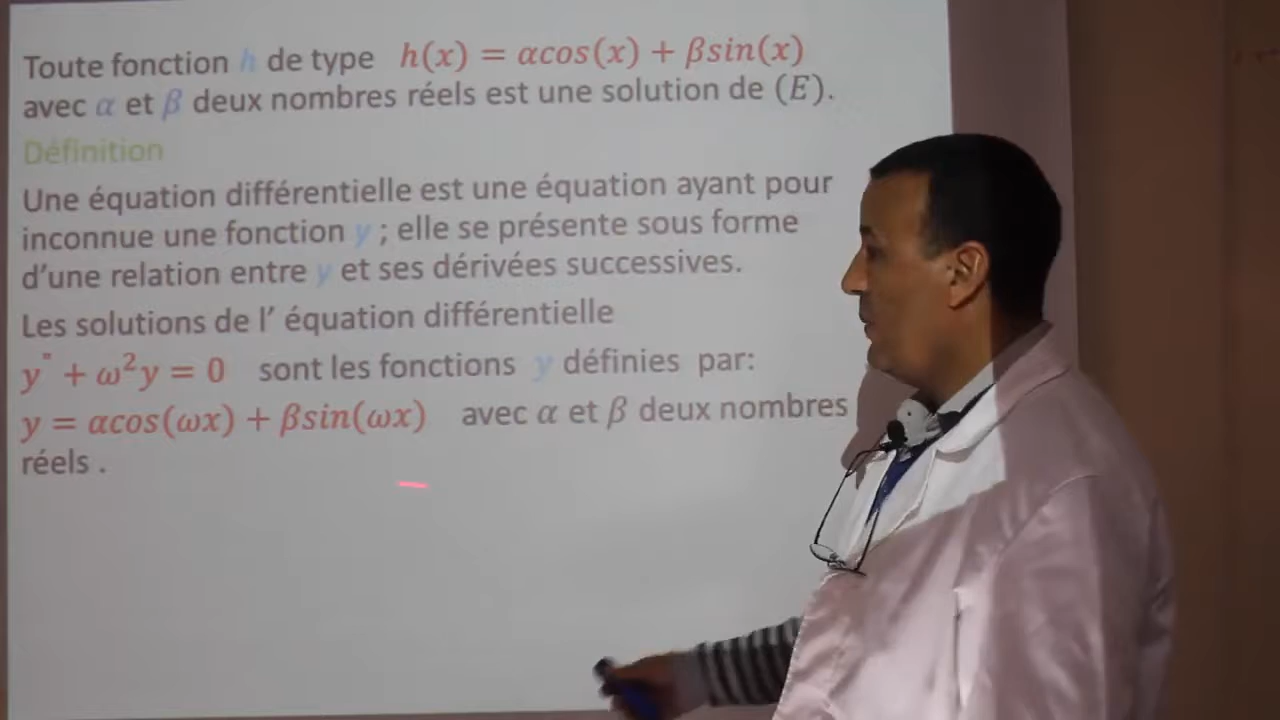 Toute fonction h de type h(x) = αcos(x) + βsin(x)
avec α et β deux nombres réels est une solution de (E).
Définition
Une équation différentielle est une équation ayant pour
inconnue une fonction y ; elle se présente sous forme
d’une relation entre y et ses dérivées successives.
Les solutions de l’ équation différentielle
y" + ω²y = 0 sont les fonctions y définies par:
y = αcos(ωx) + βsin(ωx) avec α et β deux nombres
réels .